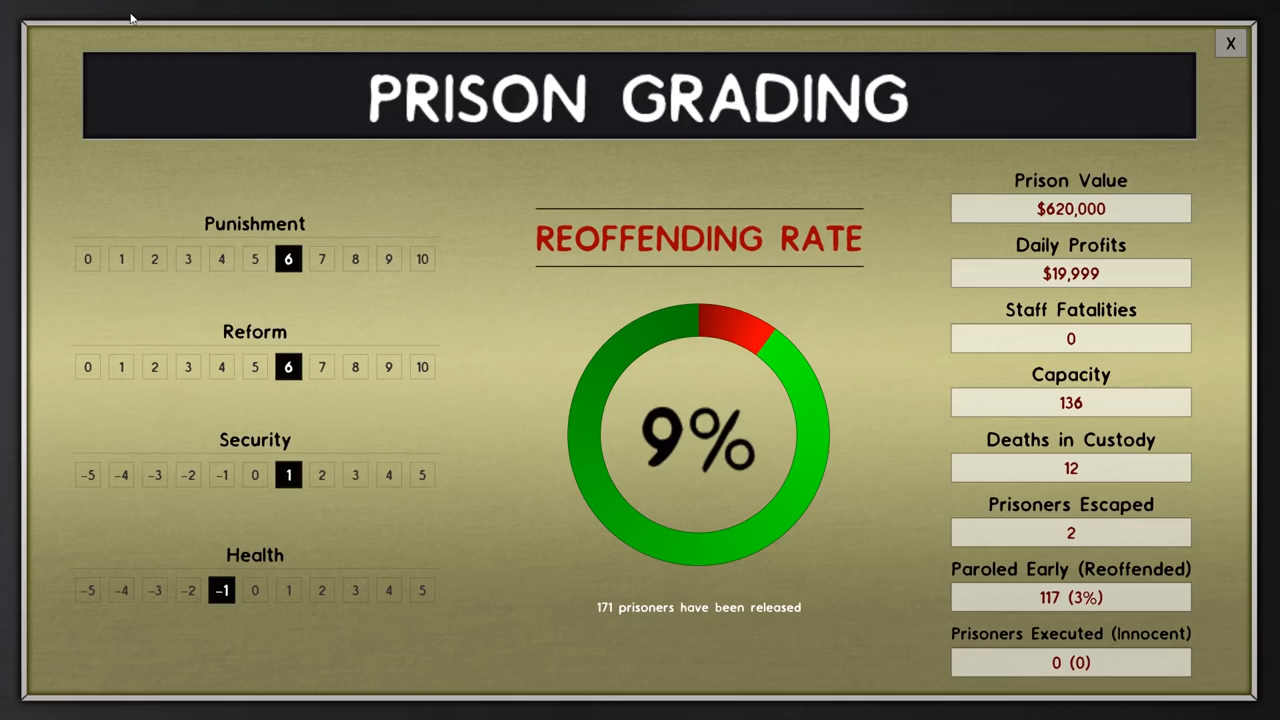 X
PRISON GRADING
Punishment
0 1 2 3 4 5 6 7 8 9 10
Reform
0 1 2 3 4 5 6 7 8 9 10
Security
-5 -4 -3 -2 -1 0 1 2 3 4 5
Health
-5 -4 -3 -2 -1 0 1 2 3 4 5
REOFFENDING RATE
9%
171 prisoners have been released
Prison Value
$620,000
Daily Profits
$19,999
Staff Fatalities
0
Capacity
136
Deaths in Custody
12
Prisoners Escaped
2
Paroled Early (Reoffended)
117 (3%)
Prisoners Executed (Innocent)
0 (0)